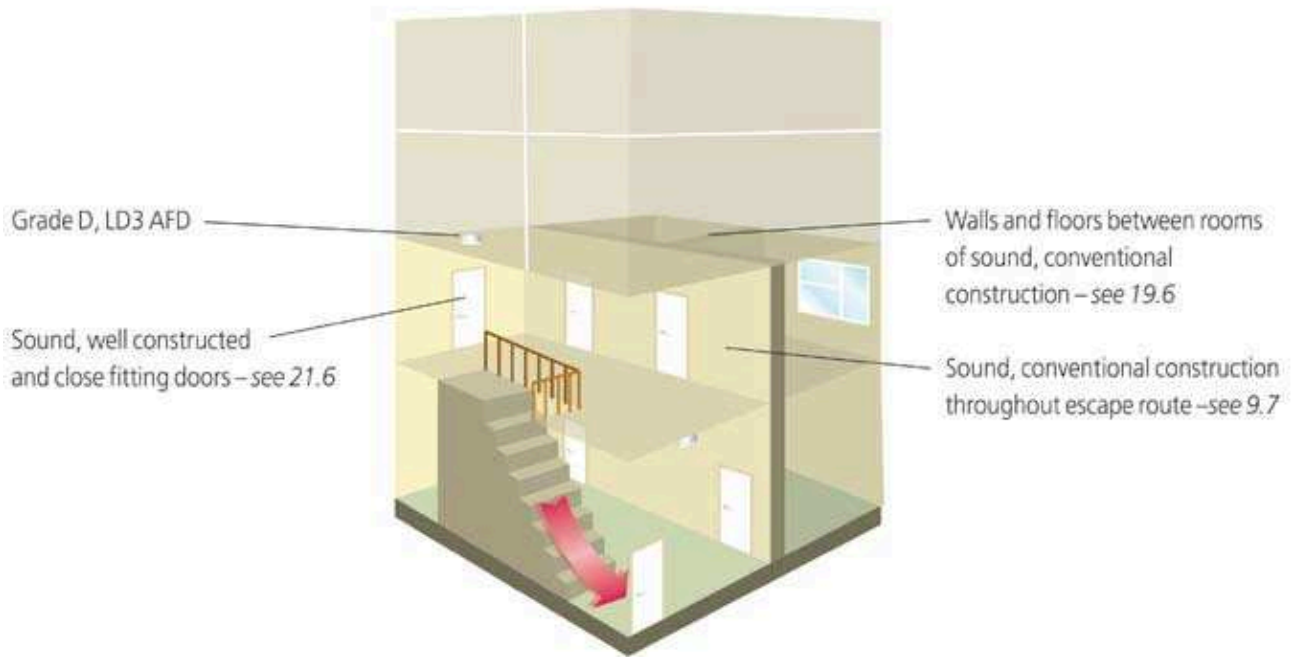 Grade D, LD3 AFD
Sound, well constructed
and close fitting doors – see 21.6
Walls and floors between rooms
of sound, conventional
construction – see 19.6
Sound, conventional construction
throughout escape route –see 9.7